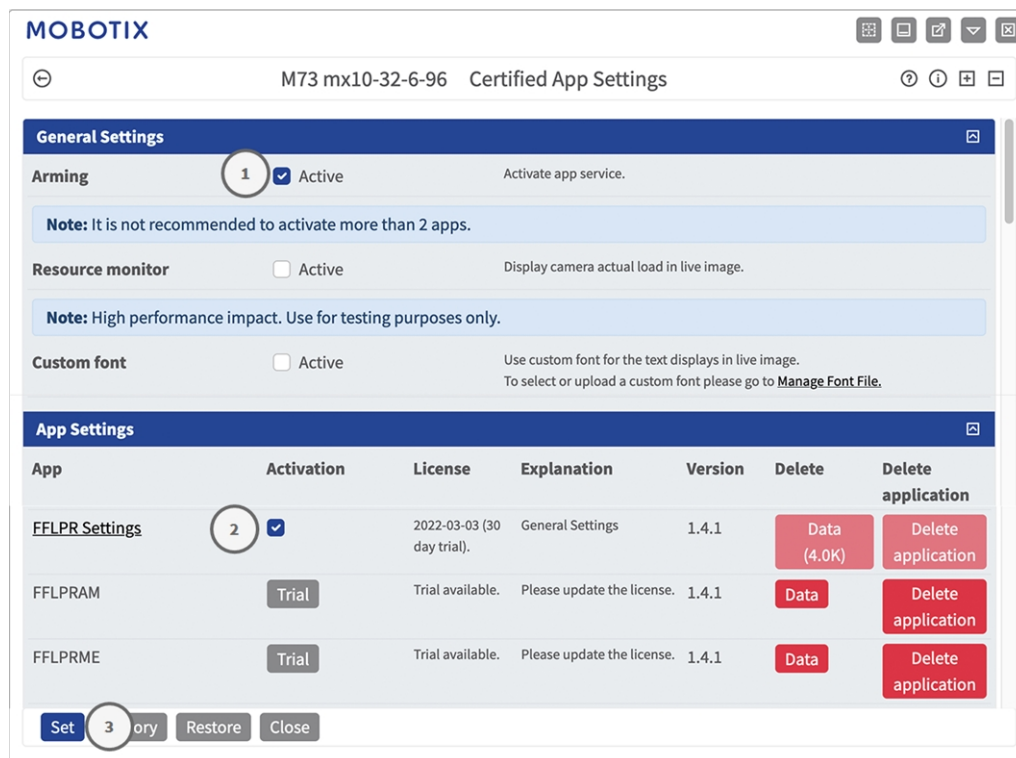 MOBOTIX
M73 mx10-32-6-96 Certified App Settings
General Settings
Arming 1 Active Activate app service.
Note: It is not recommended to activate more than 2 apps.
Resource monitor Active Display camera actual load in live image.
Note: High performance impact. Use for testing purposes only.
Custom font Active Use custom font for the text displays in live image.
To select or upload a custom font please go to Manage Font File.
App Settings
App Activation License Explanation Version Delete Delete
application
FFLPR Settings 2 2022-03-03 (30 General Settings 1.4.1 Data Delete
day trial). (4.0K) application
FFLPRAM Trial Trial available. Please update the license. 1.4.1 Data Delete
application
FFLPRME Trial Trial available. Please update the license. 1.4.1 Data Delete
application
Set 3 ory Restore Close